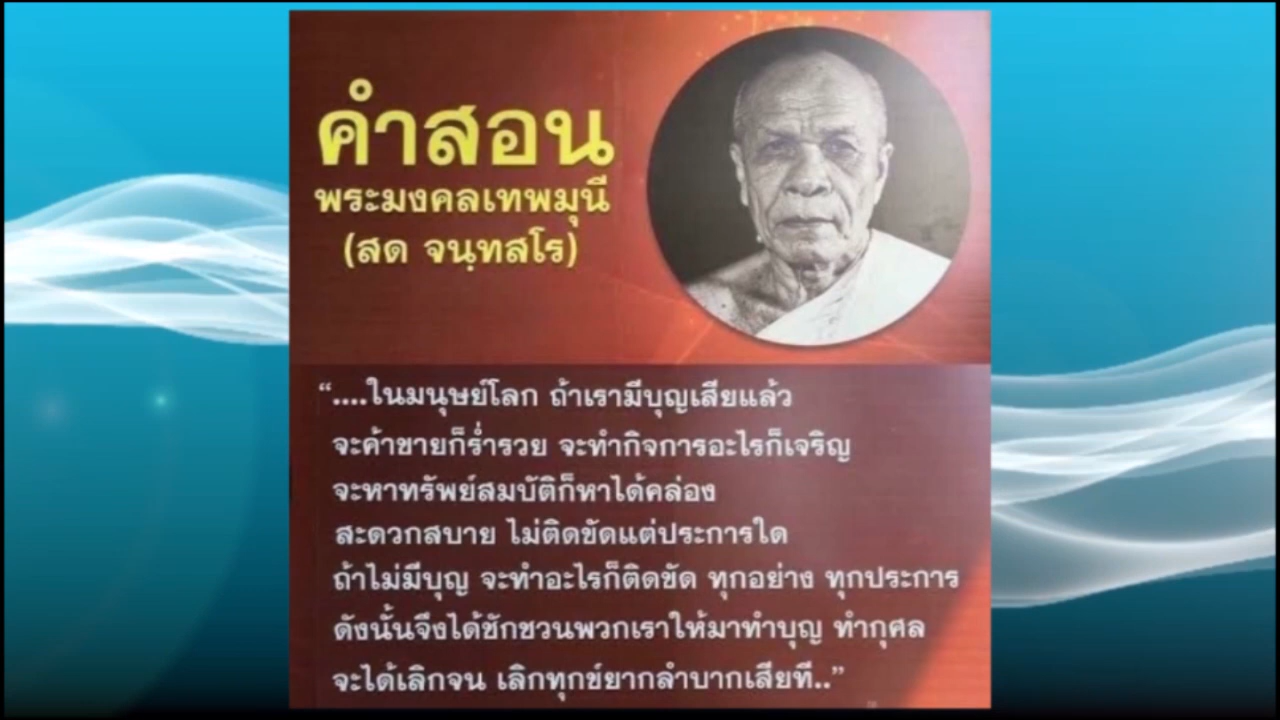 คำสอน
พระมงคลเทพมุนี
(สด จนฺทสโร)
“....ในมนุษย์โลก ถ้าเรามีบุญเสียแล้ว
จะค้าขายก็ร่ำรวย จะทำกิจการอะไรก็เจริญ
จะหาทรัพย์สมบัติก็หาได้คล่อง
สะดวกสบาย ไม่ติดขัดแต่ประการใด
ถ้าไม่มีบุญ จะทำอะไรก็ติดขัด ทุกอย่าง ทุกประการ
ดังนั้นจึงได้ชักชวนพวกเราให้มาทำบุญ ทำกุศล
จะได้เลิกจน เลิกทุกข์ยากลำบากเสียที..”